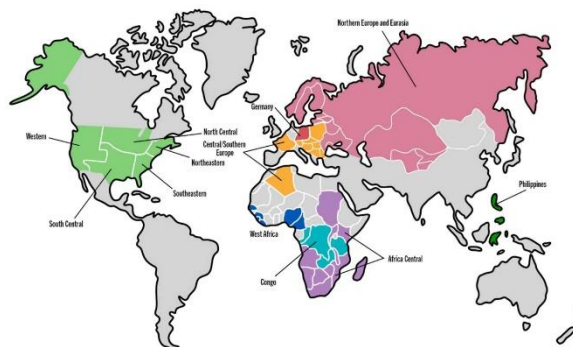 Northern Europe and Eurasia
Germany
Western
North Central
Central/Southern
Europe
Northeastern
Southeastern
Philippines
South Central
West Africa
Congo
Africa Central